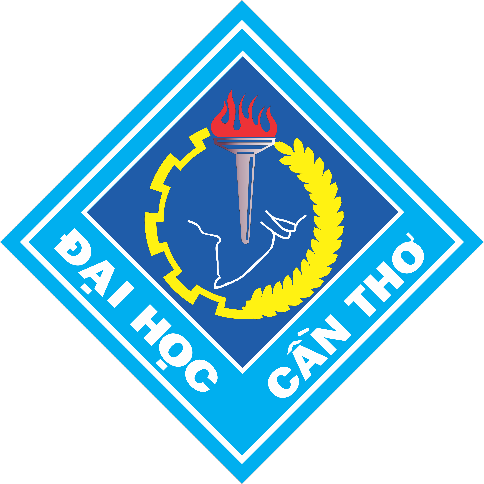 ĐẠI HỌC
CẦN THƠ